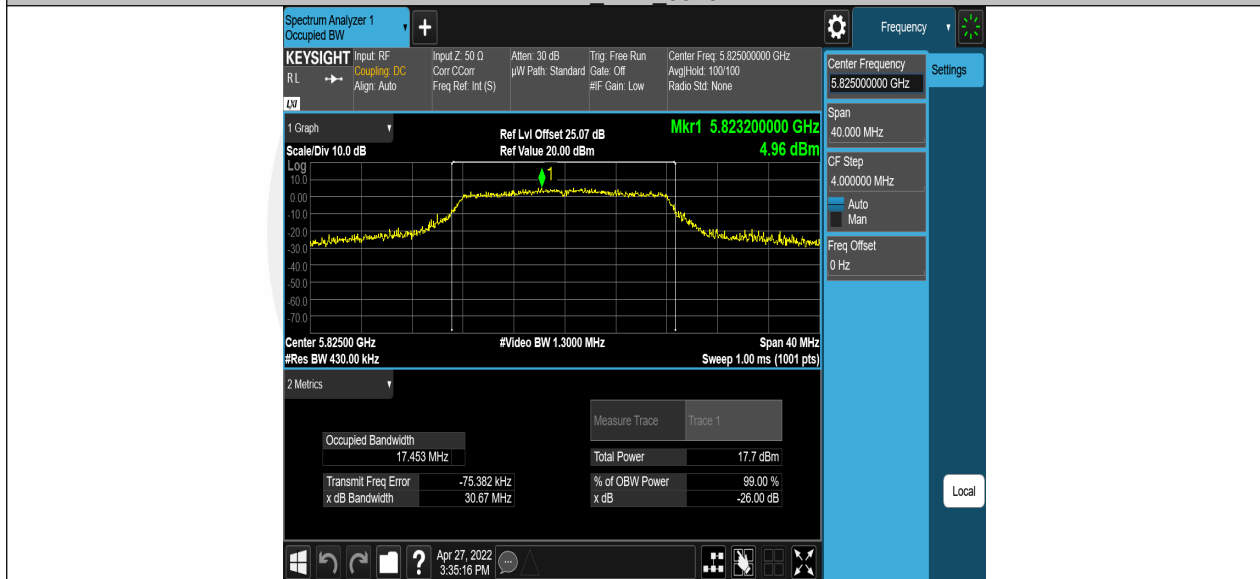 Spectrum Analyzer 1
Occupied BW
+
Frequency
KEYSIGHT
R L
LXI
Input: RF
Coupling: DC
Align: Auto
Input Z: 50 Ω
Corr CCorr
Freq Ref: Int (S)
Atten: 30 dB
µW Path: Standard
Trig: Free Run
Gate: Off
#IF Gain: Low
Center Freq: 5.825000000 GHz
Avg|Hold: 100/100
Radio Std: None
Center Frequency
5.825000000 GHz
Settings
Span
40.000 MHz
CF Step
4.000000 MHz
Auto
Man
Freq Offset
0 Hz
Local
1 Graph
Scale/Div 10.0 dB
Ref Lvl Offset 25.07 dB
Ref Value 20.00 dBm
Mkr1 5.823200000 GHz
4.96 dBm
Log
10.0
0.00
-10.0
-20.0
-30.0
-40.0
-50.0
-60.0
-70.0
1
Center 5.82500 GHz
#Video BW 1.3000 MHz
Span 40 MHz
#Res BW 430.00 kHz
Sweep 1.00 ms (1001 pts)
2 Metrics
Measure Trace
Trace 1
Occupied Bandwidth
17.453 MHz
Total Power
17.7 dBm
Transmit Freq Error
-75.382 kHz
% of OBW Power
99.00 %
x dB Bandwidth
30.67 MHz
x dB
-26.00 dB
?
Apr 27, 2022
3:35:16 PM